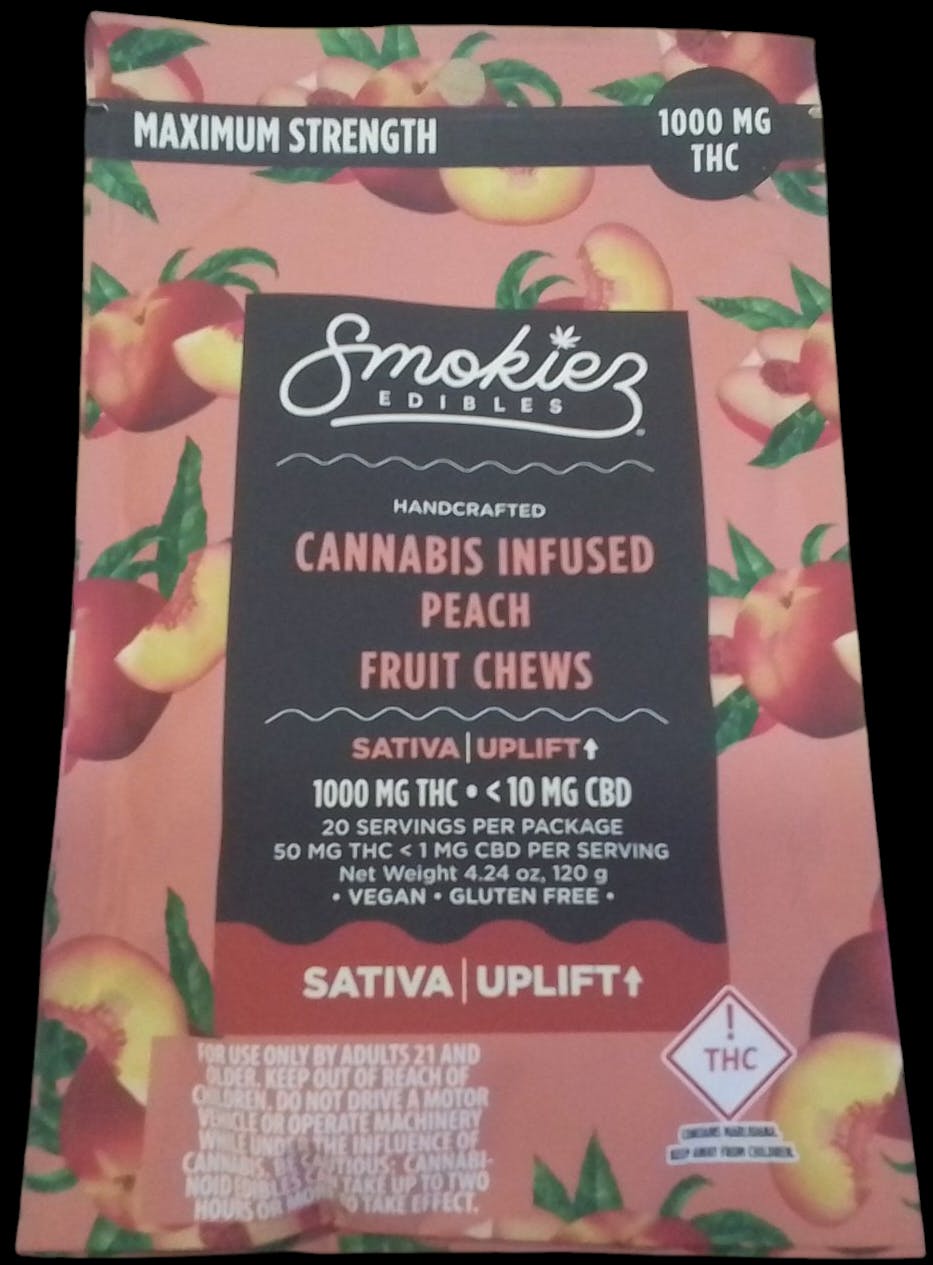 MAXIMUM STRENGTH
1000 MG
THC
Smokiez
EDIBLES
HANDCRAFTED
CANNABIS INFUSED
PEACH
FRUIT CHEWS
SATIVA | UPLIFT↑
1000 MG THC • < 10 MG CBD
20 SERVINGS PER PACKAGE
50 MG THC < 1 MG CBD PER SERVING
Net Weight 4.24 oz, 120 g
• VEGAN • GLUTEN FREE •
SATIVA | UPLIFT↑
FOR USE ONLY BY ADULTS 21 AND
OLDER. KEEP OUT OF REACH OF
CHILDREN. DO NOT DRIVE A MOTOR
VEHICLE OR OPERATE MACHINERY
WHILE UNDER THE INFLUENCE OF
CANNABIS. BE CAUTIOUS: CANNABI-
NOID EDIBLES CAN TAKE UP TO TWO
HOURS OR MORE TO TAKE EFFECT.
!
THC
CONTAINS MARIJUANA.
KEEP AWAY FROM CHILDREN.